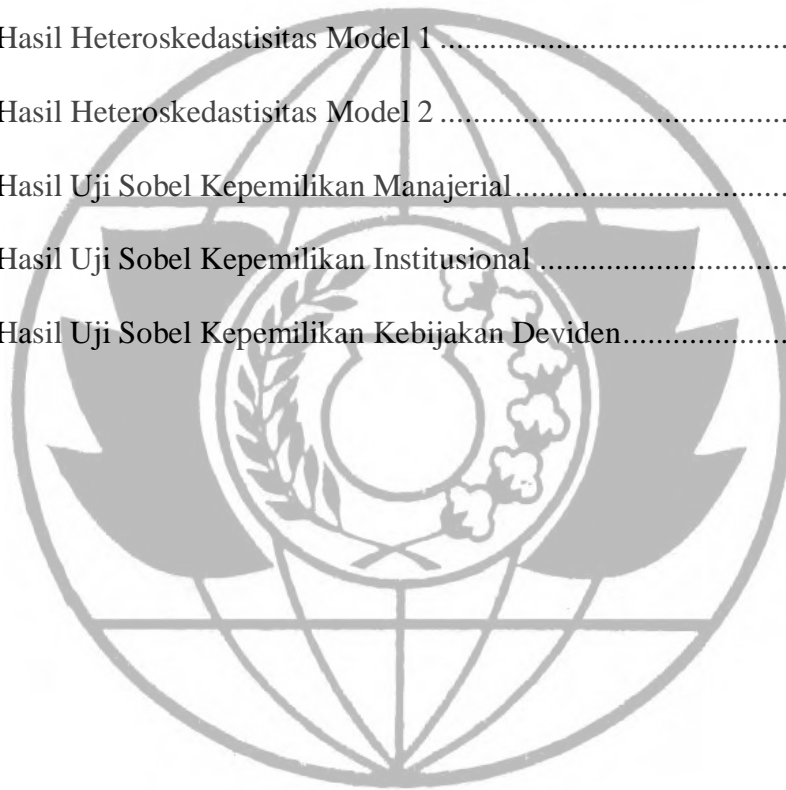 Hasil Heteroskedastisitas Model 1 ......................................
Hasil Heteroskedastisitas Model 2 ......................................
Hasil Uji Sobel Kepemilikan Manajerial..............................
Hasil Uji Sobel Kepemilikan Institusional ...........................
Hasil Uji Sobel Kepemilikan Kebijakan Deviden..................